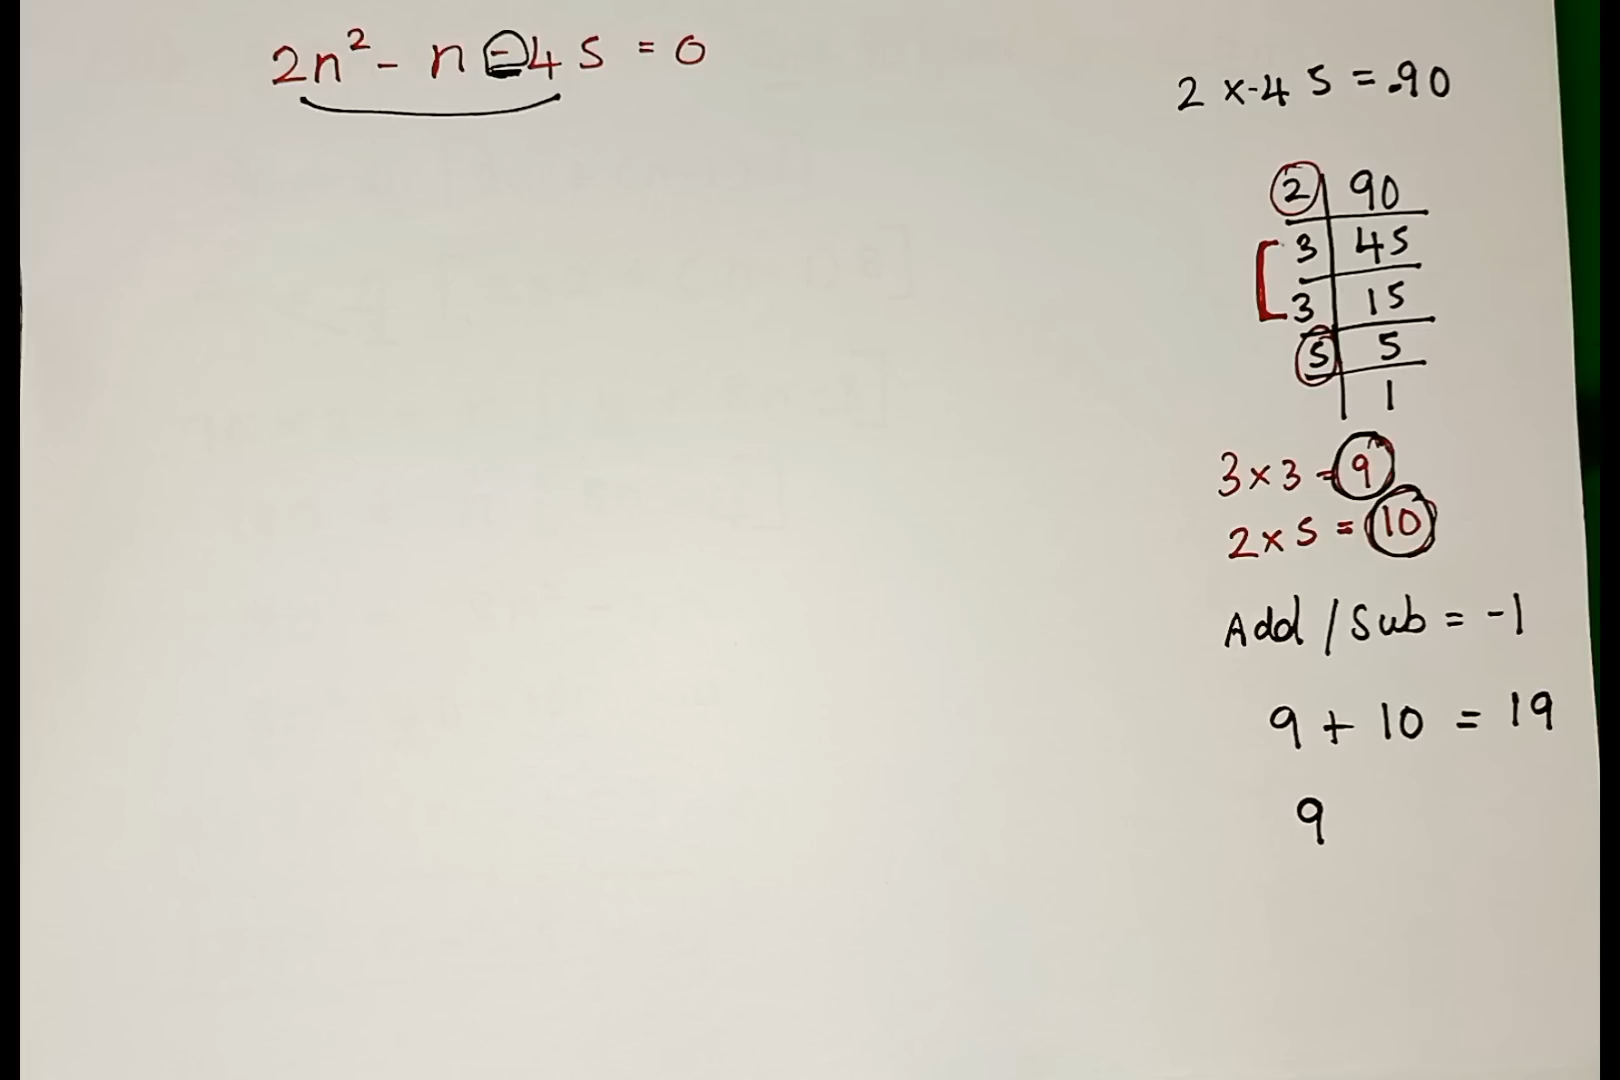 2n² - n - 45 = 0
2 x -45 = -90
2 | 90
3 | 45
3 | 15
5 | 5
| 1
3 x 3 = 9
2 x 5 = 10
Add / Sub = -1
9 + 10 = 19
9